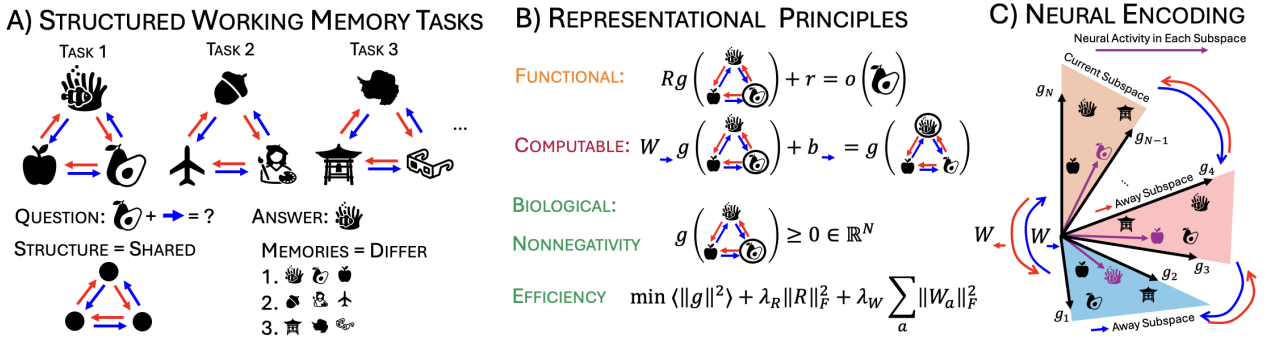 A) STRUCTURED WORKING MEMORY TASKS
TASK 1
TASK 2
TASK 3
...
QUESTION: + = ?
ANSWER:
STRUCTURE = SHARED
MEMORIES = DIFFER
1.
2.
3.
B) REPRESENTATIONAL PRINCIPLES
FUNCTIONAL: Rg ( ) + r = o ( )
COMPUTABLE: W g ( ) + b = g ( )
BIOLOGICAL:
NONNEGATIVITY
g ( ) ≥ 0 ∈ ℝ^N
EFFICIENCY min ⟨‖g‖²⟩ + λ_R‖R‖²_F + λ_W ∑_a ‖W_a‖²_F
C) NEURAL ENCODING
Neural Activity in Each Subspace
Current Subspace
g_N
g_{N−1}
...
g_4
Away Subspace
W
W
g_3
g_2
g_1
Away Subspace